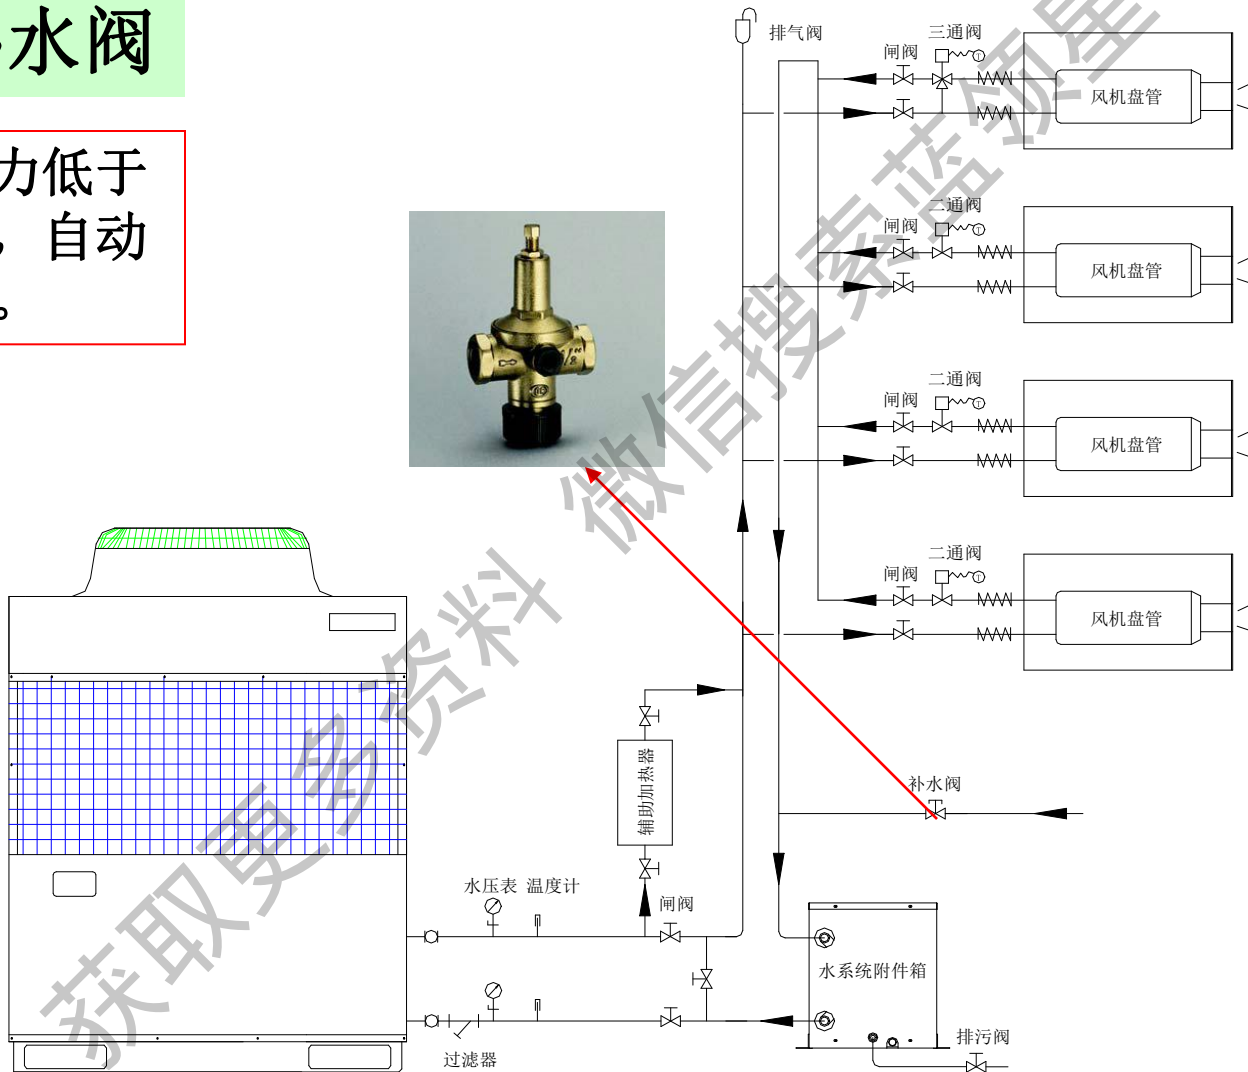 水阀
力低于
，自动
。
排气阀
三通阀
闸阀
风机盘管
二通阀
闸阀
风机盘管
二通阀
闸阀
风机盘管
二通阀
闸阀
风机盘管
辅助加热器
补水阀
水压表 温度计
闸阀
水系统附件箱
过滤器
排污阀
获取更多资料 微信搜索蓝领星